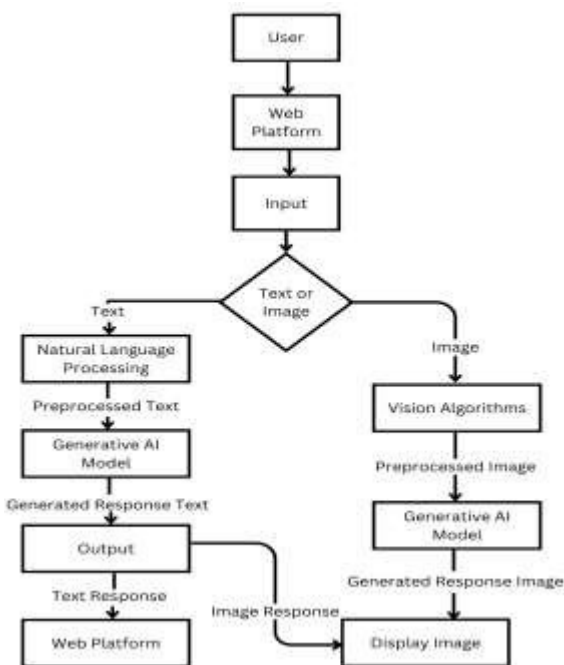 User
Web
Platform
Input
Text or
Image
Text
Image
Natural Language
Processing
Preprocessed Text
Vision Algorithms
Generative AI
Model
Preprocessed Image
Generated Response Text
Generative AI
Model
Output
Generated Response Image
Text Response
Image Response
Web Platform
Display Image